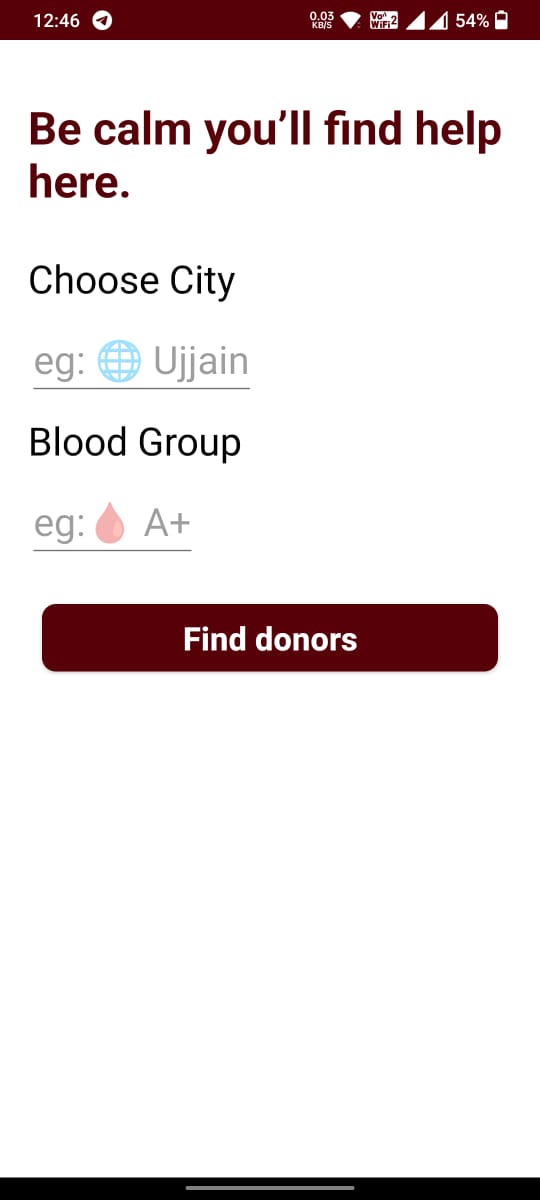 12:46 0.03 KB/S Vo WiFi 2 54%
Be calm you’ll find help
here.
Choose City
eg: 🌐 Ujjain
Blood Group
eg:🩸 A+
Find donors